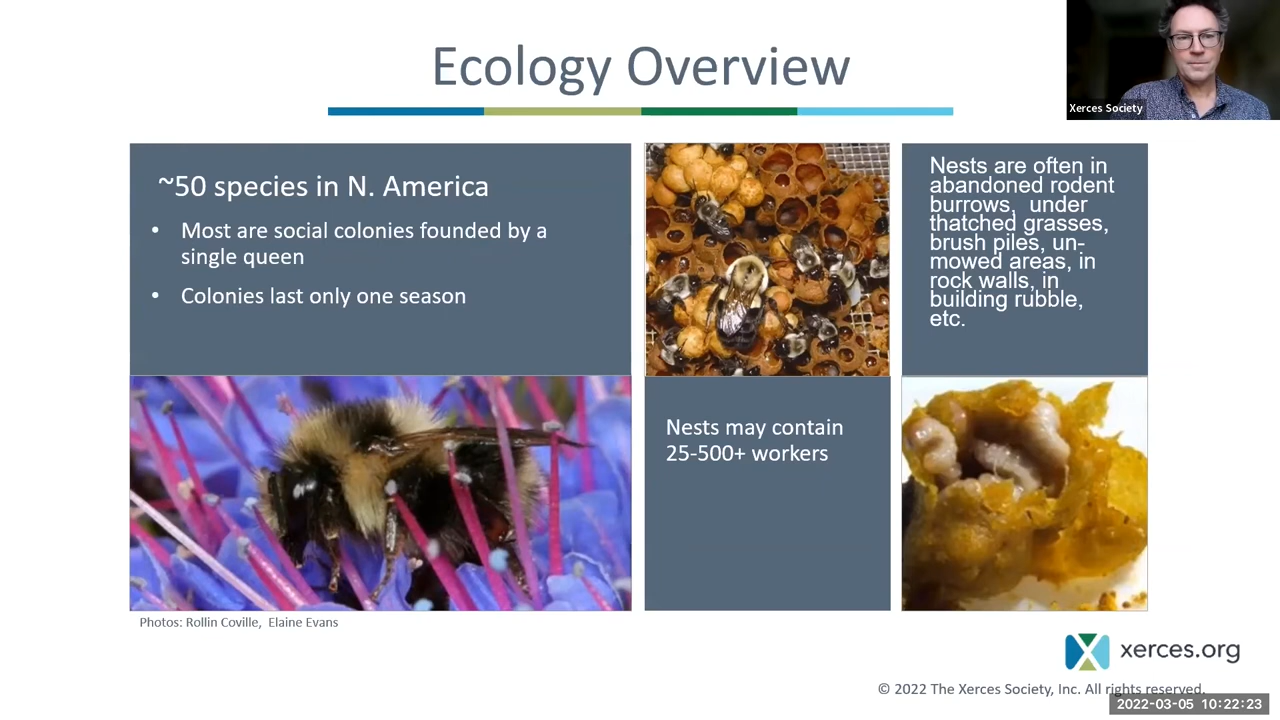 Ecology Overview
Xerces Society
~50 species in N. America
• Most are social colonies founded by a
single queen
• Colonies last only one season
Nests are often in
abandoned rodent
burrows,  under
thatched grasses,
brush piles, un-
mowed areas, in
rock walls, in
building rubble,
etc.
Nests may contain
25-500+ workers
Photos: Rollin Coville,  Elaine Evans
xerces.org
© 2022 The Xerces Society, Inc. All rights reserved.
2022-03-05  10:22:23